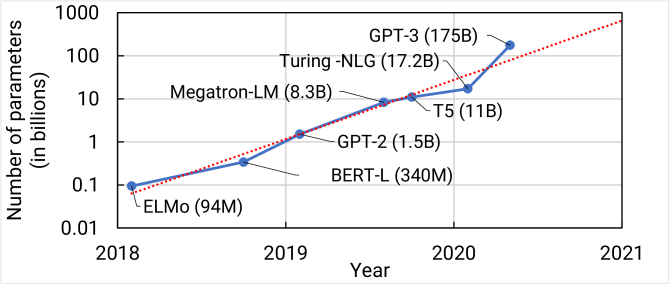 1000
100
10
1
0.1
0.01
Number of parameters
(in billions)
GPT-3 (175B)
Turing -NLG (17.2B)
Megatron-LM (8.3B)
T5 (11B)
GPT-2 (1.5B)
BERT-L (340M)
ELMo (94M)
2018
2019
2020
2021
Year